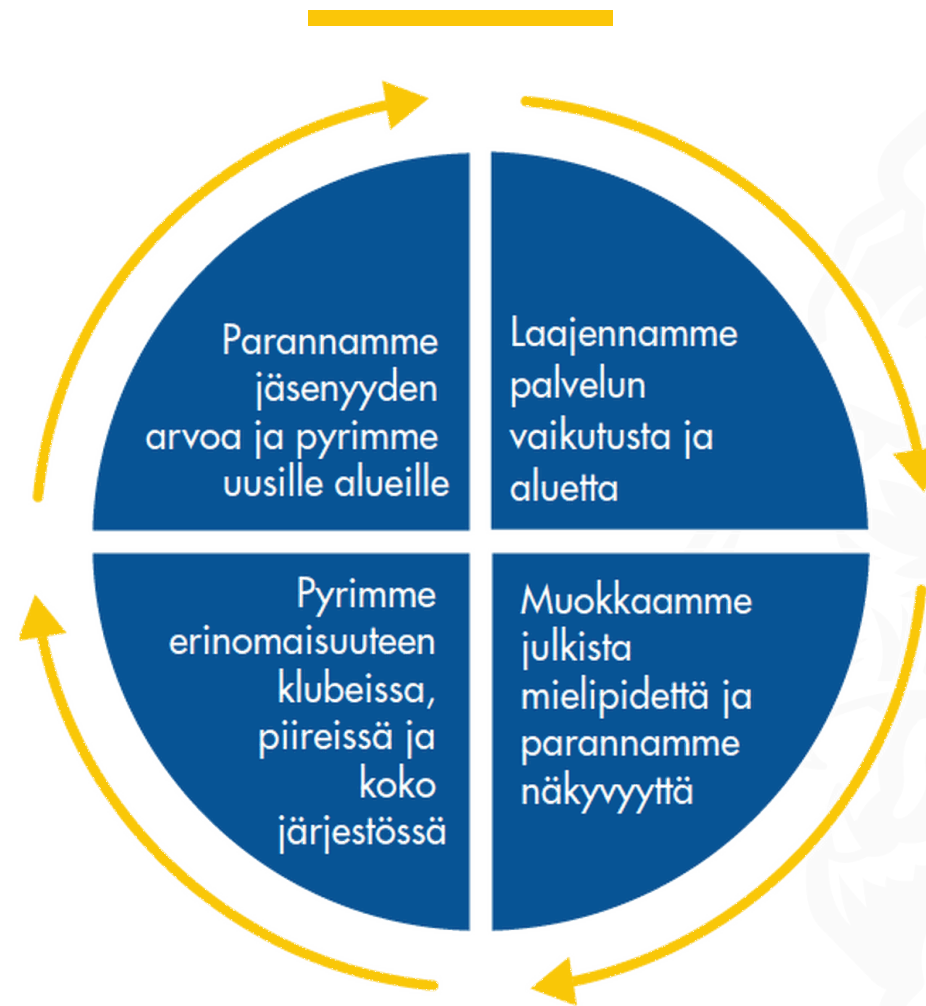 Parannamme
jäsenyyden
arvoa ja pyrimme
uusille alueille
Laajennamme
palvelun
vaikutusta ja
aluetta
Pyrimme
erinomaisuuteen
klubeissa,
piireissä ja
koko
järjestössä
Muokkaamme
julkista
mielipidettä ja
parannamme
näkyvyyttä